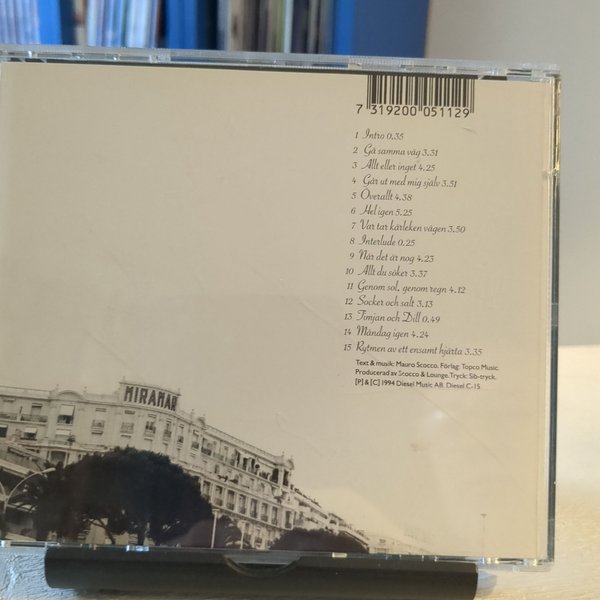 7 319200 051129
1 Intro 0.35
2 Gå samma väg 3.31
3 Allt eller inget 4.25
4 Går ut med mig själv 3.51
5 Överallt 4.38
6 Hel igen 5.25
7 Var tar kärleken vägen 3.50
8 Interlude 0.25
9 När det är nog 4.23
10 Allt du söker 3.37
11 Genom sol, genom regn 4.12
12 Socker och salt 3.13
13 Timjan och Dill 0.49
14 Måndag igen 4.24
15 Rytmen av ett ensamt hjärta 3.35
Text & musik: Mauro Scocco, Förlag: Topco Music.
Producerad av Scocco & Lounge. Tryck: Sib-tryck.
[P] & [C] 1994 Diesel Music AB. Diesel C-15
MIRAMAR